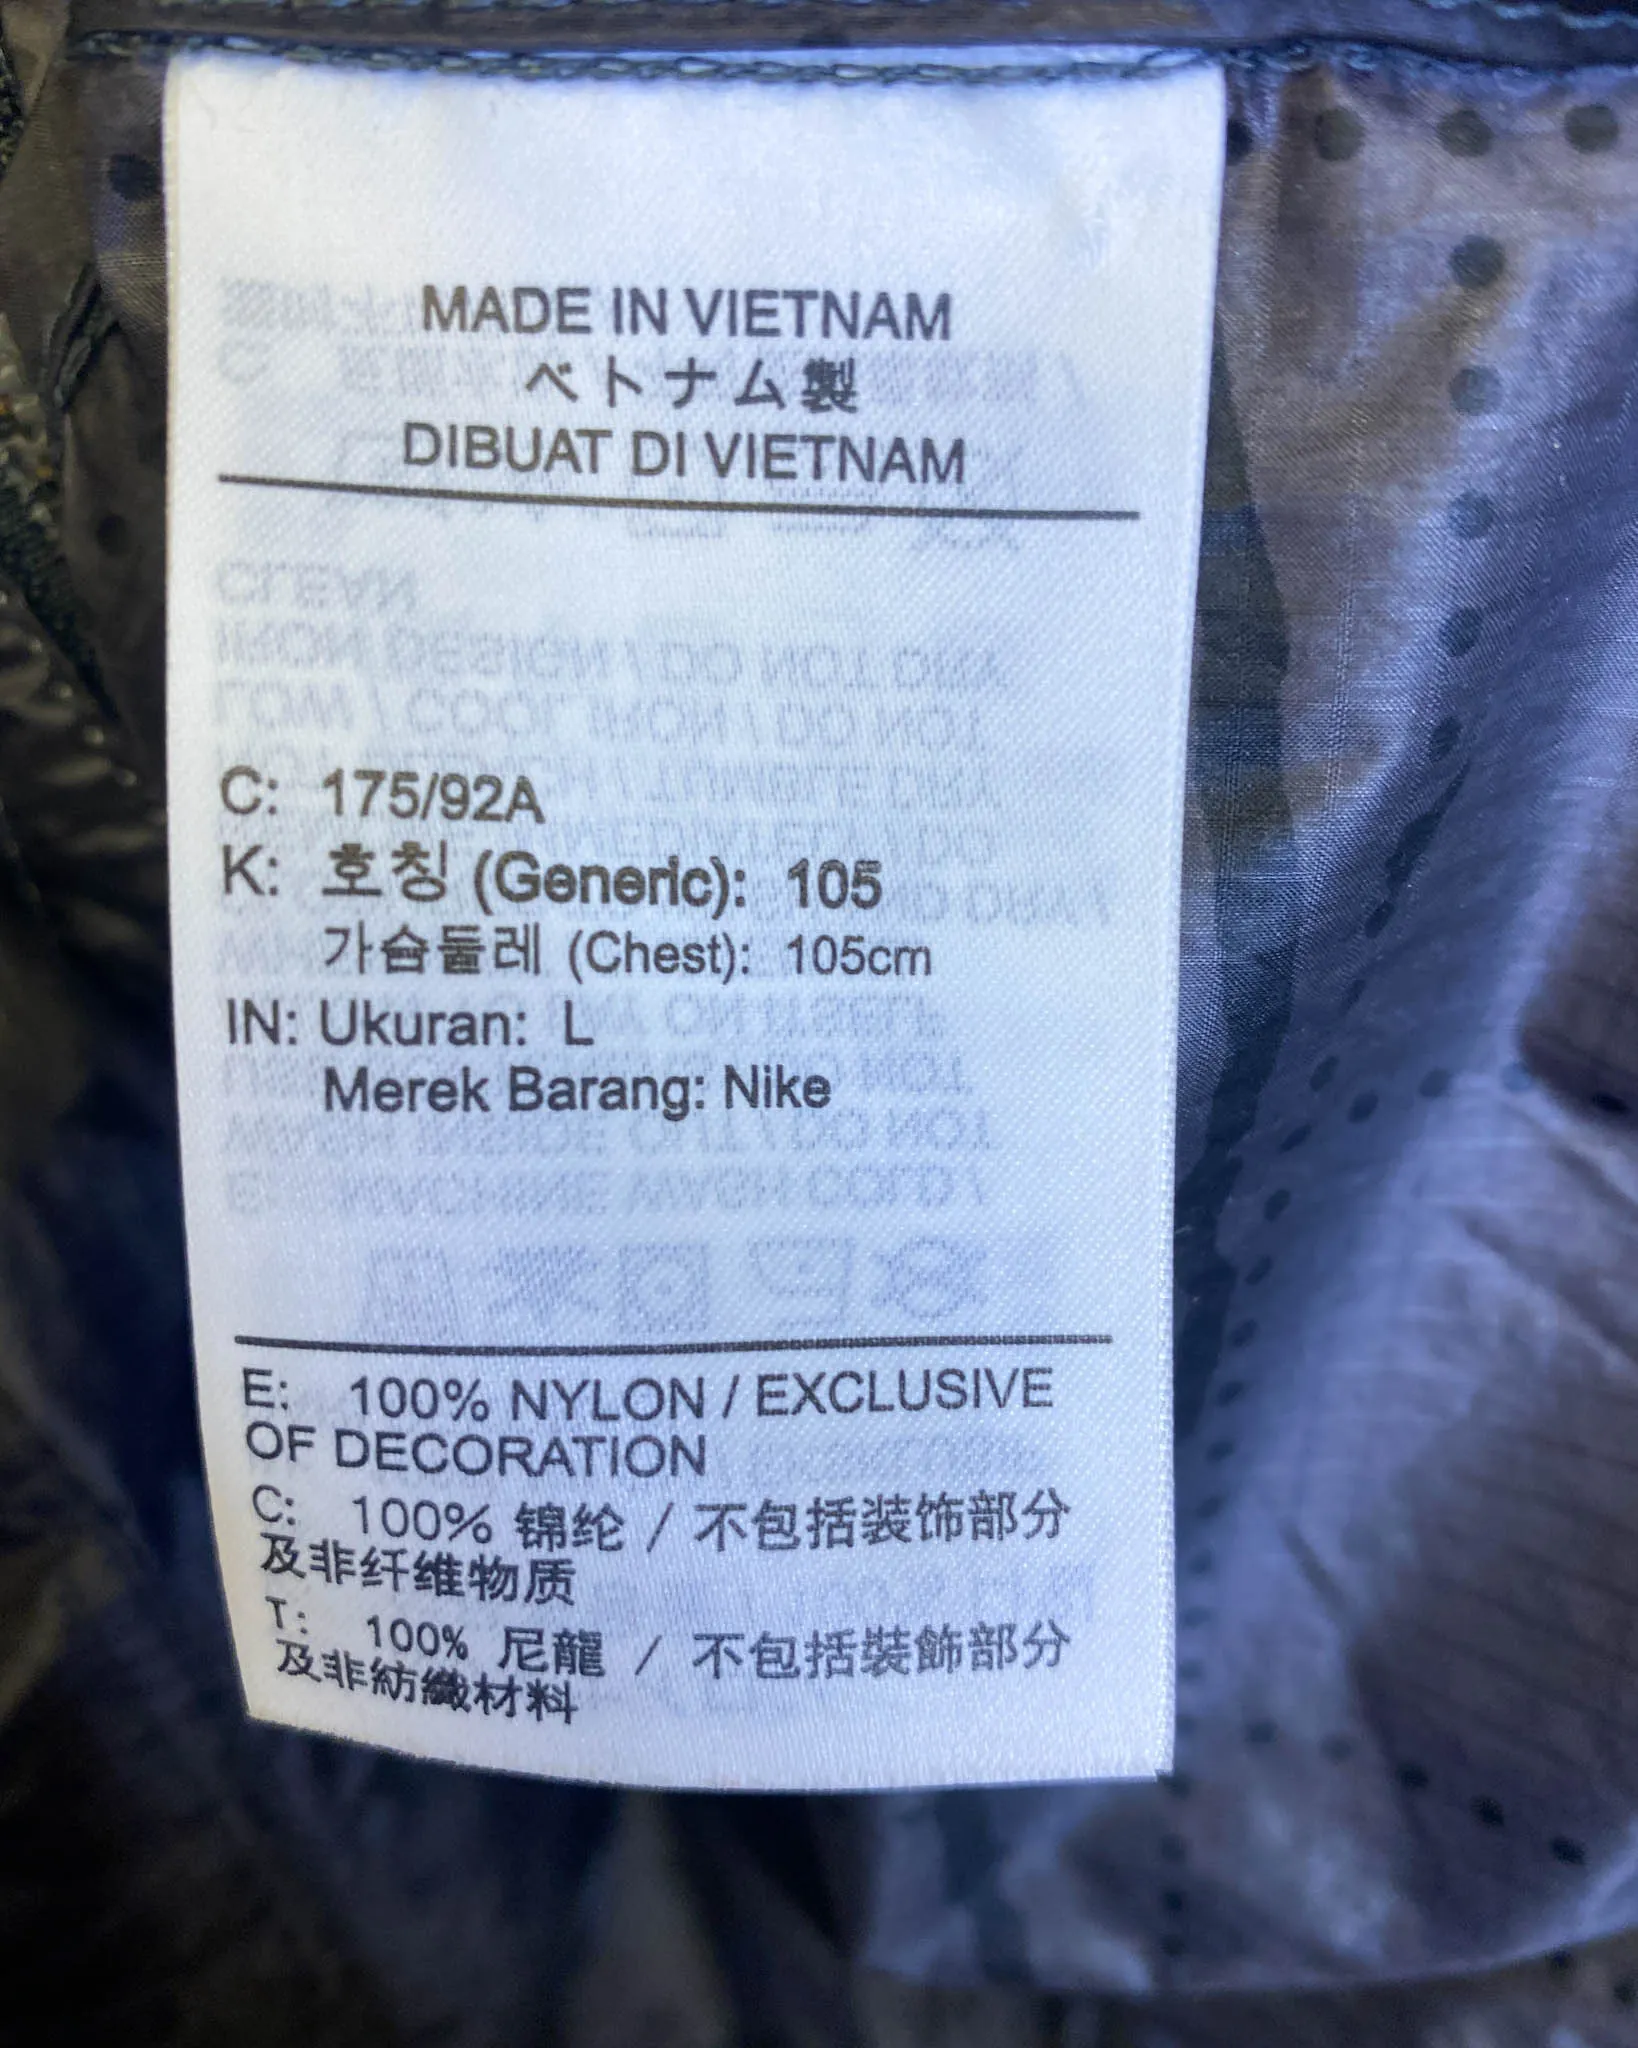 MADE IN VIETNAM
ベトナム製
DIBUAT DI VIETNAM
C: 175/92A
K: 호칭 (Generic): 105
가슴둘레 (Chest): 105cm
IN: Ukuran: L
Merek Barang: Nike
E: 100% NYLON / EXCLUSIVE
OF DECORATION
C: 100% 锦纶 / 不包括装饰部分
及非纤维物质
T: 100% 尼龍 / 不包括裝飾部分
及非紡織材料